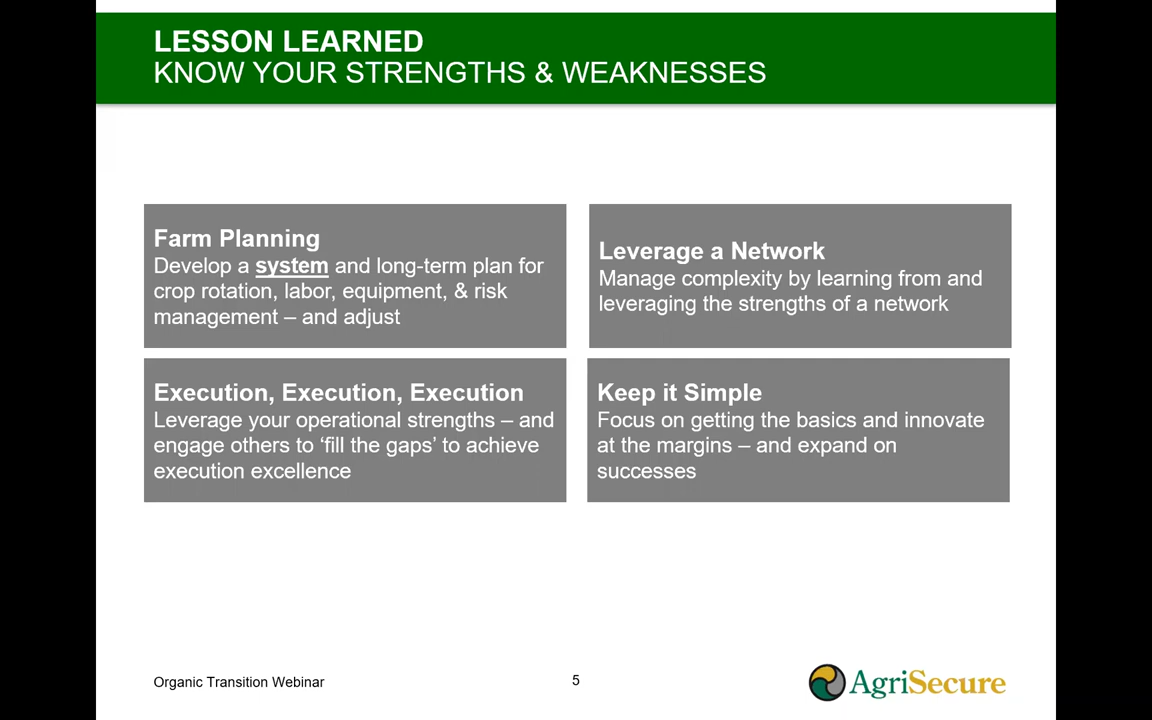 LESSON LEARNED
KNOW YOUR STRENGTHS & WEAKNESSES
Farm Planning
Develop a system and long-term plan for
crop rotation, labor, equipment, & risk
management – and adjust
Leverage a Network
Manage complexity by learning from and
leveraging the strengths of a network
Execution, Execution, Execution
Leverage your operational strengths – and
engage others to ‘fill the gaps’ to achieve
execution excellence
Keep it Simple
Focus on getting the basics and innovate
at the margins – and expand on
successes
Organic Transition Webinar
5
AgriSecure